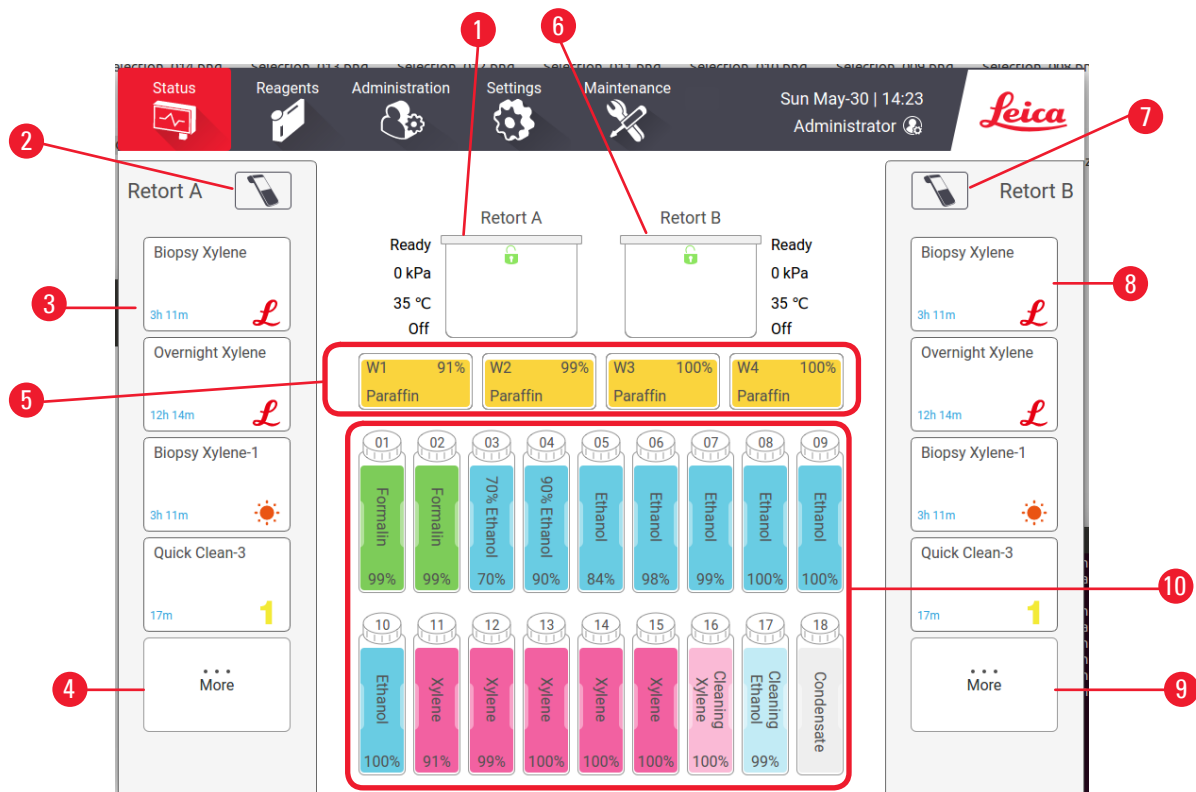 1
6
Status
Reagents
Administration
Settings
Maintenance
Sun May-30 | 14:23
Administrator
Leica
2
7
Retort A
Retort B
Retort A
Retort B
Ready
0 kPa
35 °C
Off
Ready
0 kPa
35 °C
Off
3
Biopsy Xylene
3h 11m
L
Overnight Xylene
12h 14m
L
Biopsy Xylene-1
3h 11m
Quick Clean-3
17m
1
4
...
More
8
Biopsy Xylene
3h 11m
L
Overnight Xylene
12h 14m
L
Biopsy Xylene-1
3h 11m
Quick Clean-3
17m
1
9
...
More
5
W1 91%
Paraffin
W2 99%
Paraffin
W3 100%
Paraffin
W4 100%
Paraffin
10
01
Formalin
99%
02
Formalin
99%
03
70% Ethanol
70%
04
90% Ethanol
90%
05
Ethanol
84%
06
Ethanol
98%
07
Ethanol
99%
08
Ethanol
100%
09
Ethanol
100%
10
Ethanol
100%
11
Xylene
91%
12
Xylene
99%
13
Xylene
100%
14
Xylene
100%
15
Xylene
100%
16
Cleaning
Xylene
100%
17
Cleaning
Ethanol
99%
18
Condensate